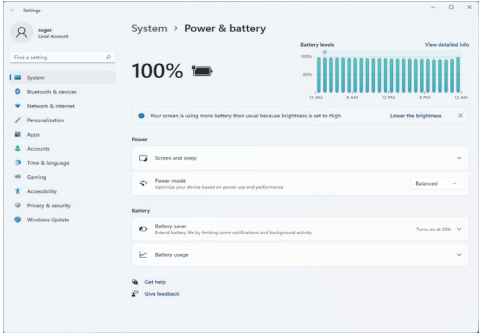 Settings
roger
Local Account
Find a setting
System
Bluetooth & devices
Network & internet
Personalization
Apps
Accounts
Time & language
Gaming
Accessibility
Privacy & security
Windows Update
System > Power & battery
100%
Battery levels
View detailed info
100%
50%
12 AM
6 AM
12 PM
6 PM
12 AM
Your screen is using more battery than usual because brightness is set to High.
Lower the brightness
Power
Screen and sleep
Power mode
Optimize your device based on power use and performance
Balanced
Battery
Battery saver
Extend battery life by limiting some notifications and background activity
Turns on at 20%
Battery usage
Get help
Give feedback